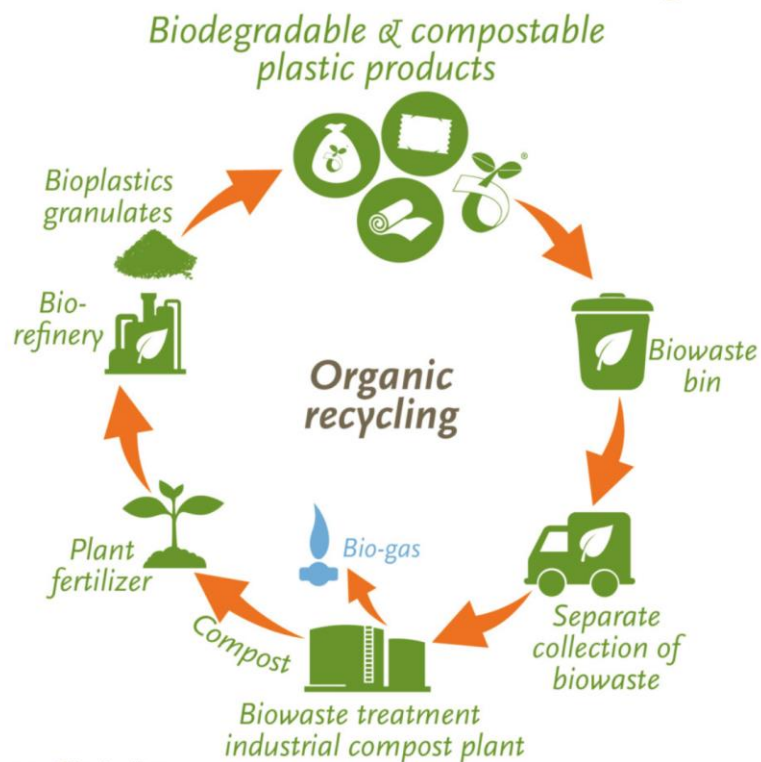 Biodegradable & compostable
plastic products
®
Bioplastics
granulates
Bio-
refinery
Biowaste
bin
Organic
recycling
Bio-gas
Plant
fertilizer
Compost
Separate
collection of
biowaste
Biowaste treatment
industrial compost plant